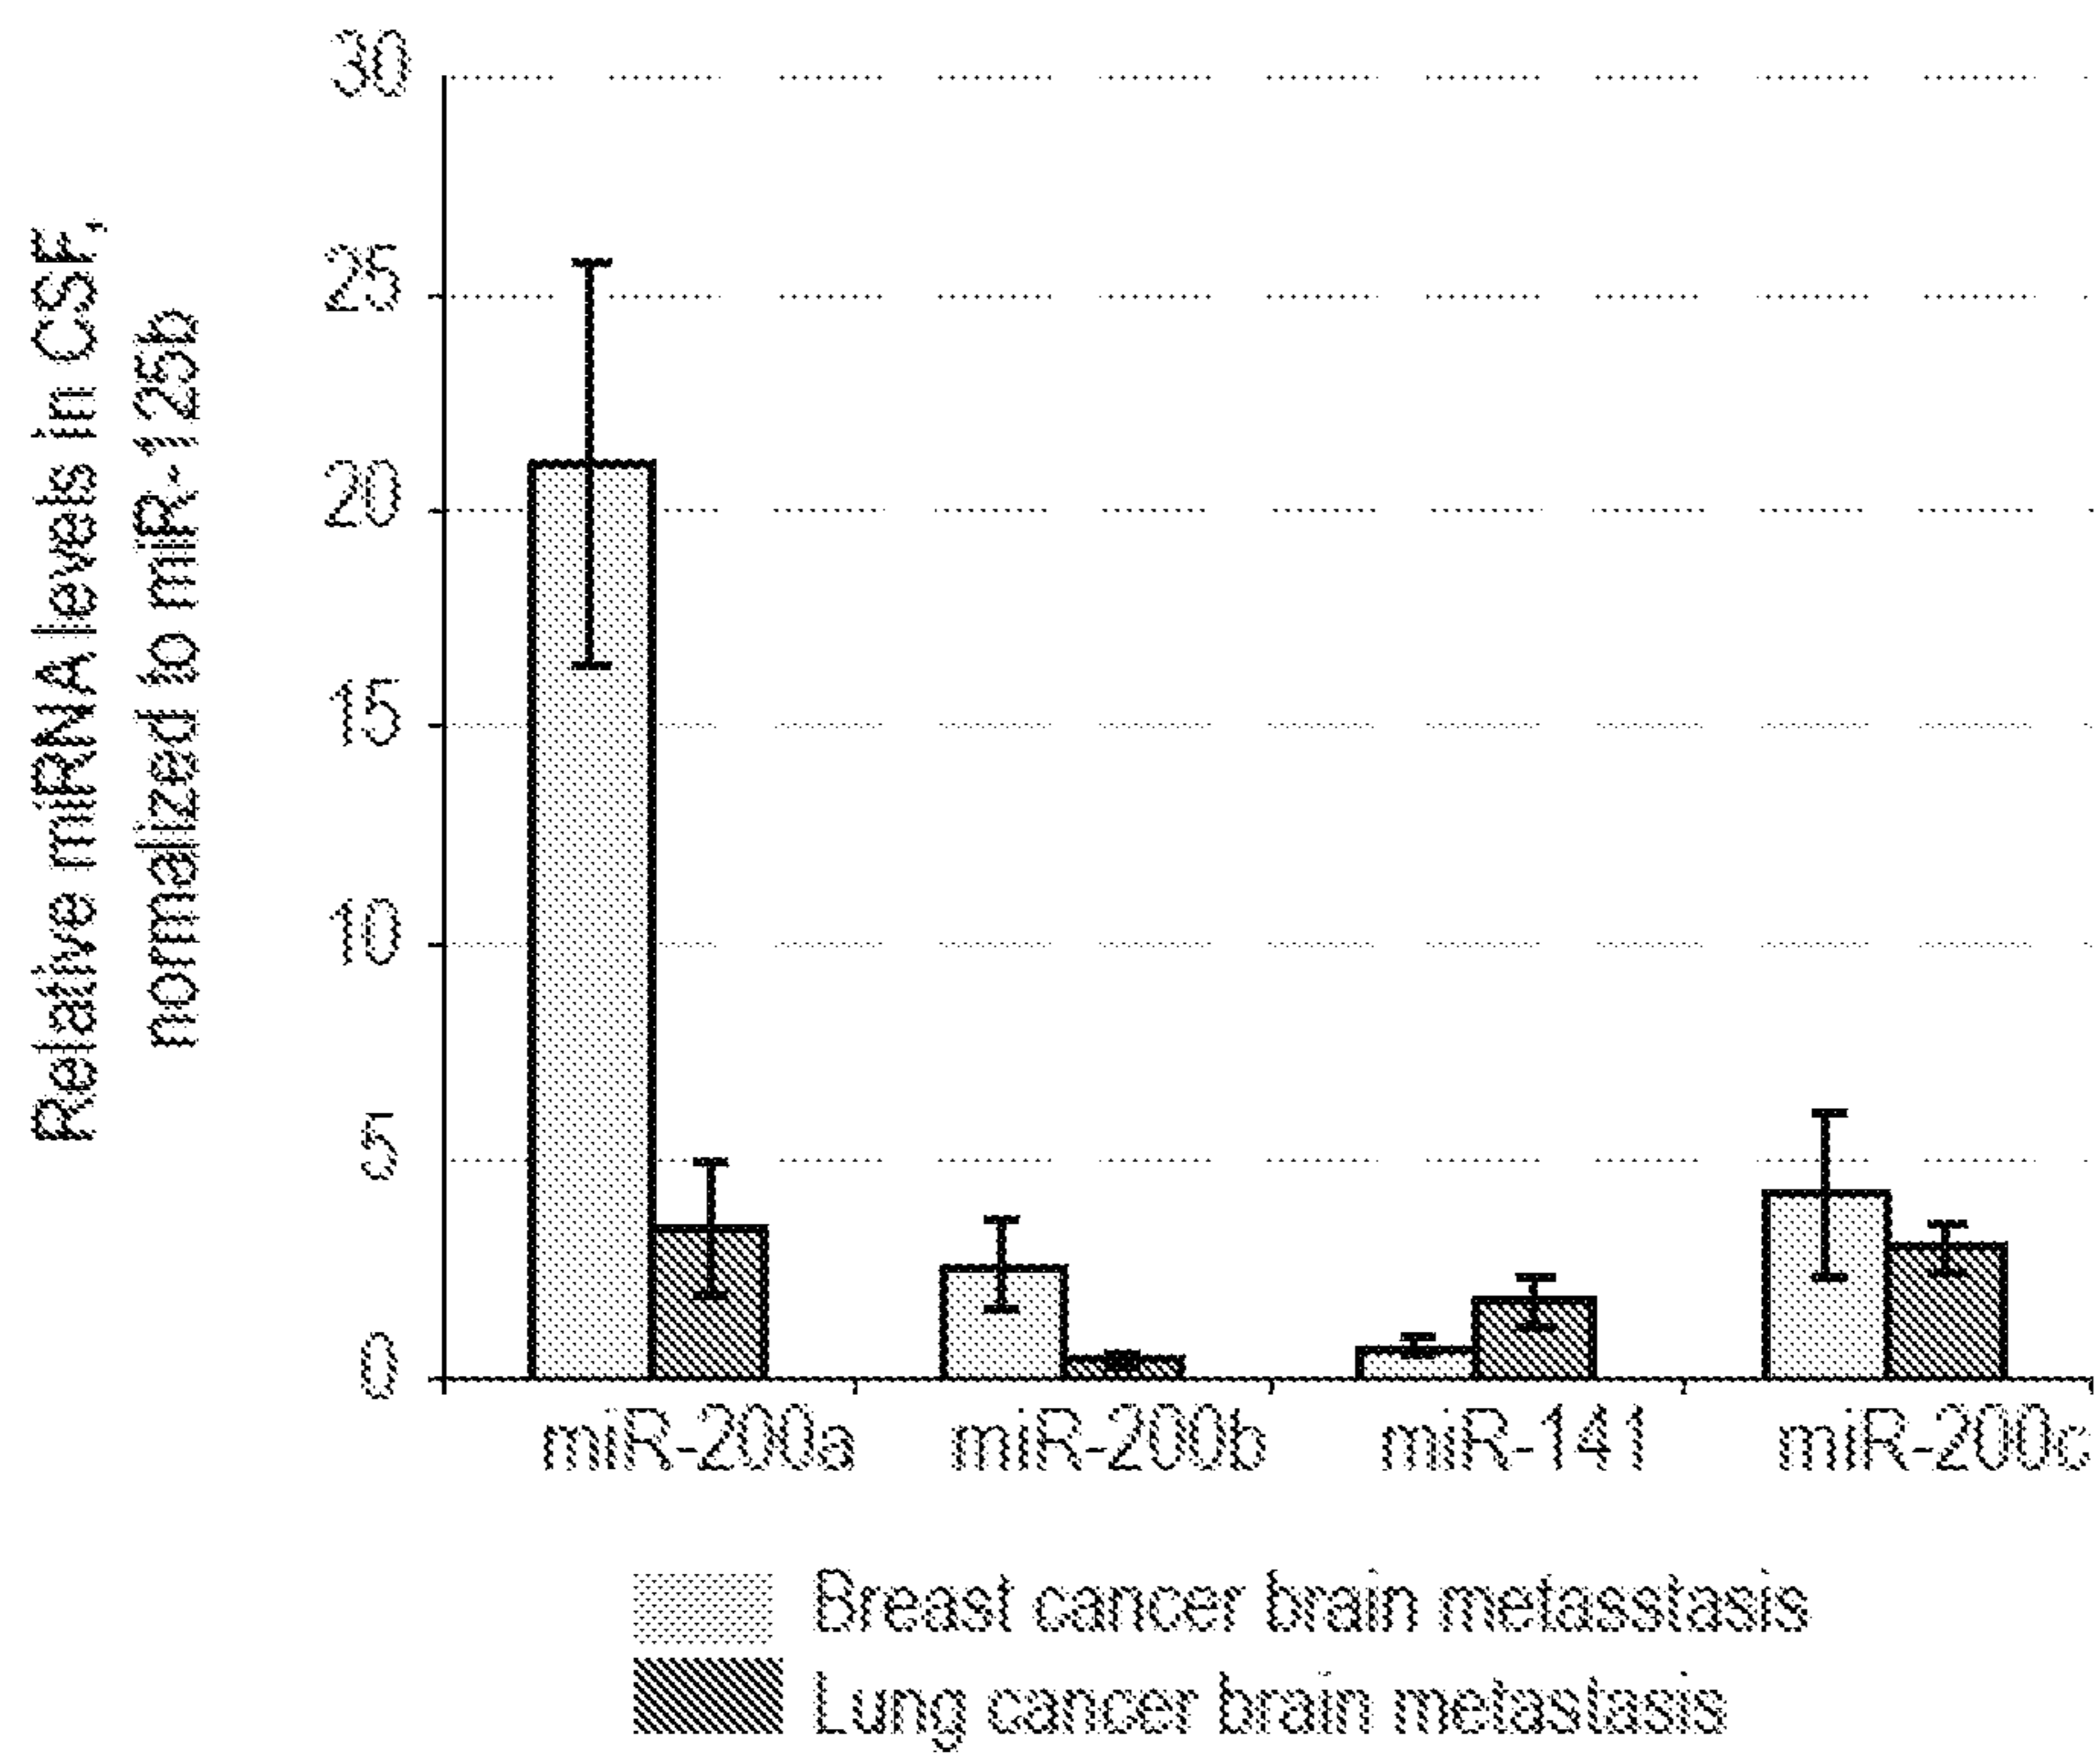 Relative miRNA levels in CSF,
normalized to miR-125b
30
25
20
15
10
5
0
miR-200a miR-200b miR-141 miR-200c
Breast cancer brain metasstasis
Lung cancer brain metastasis